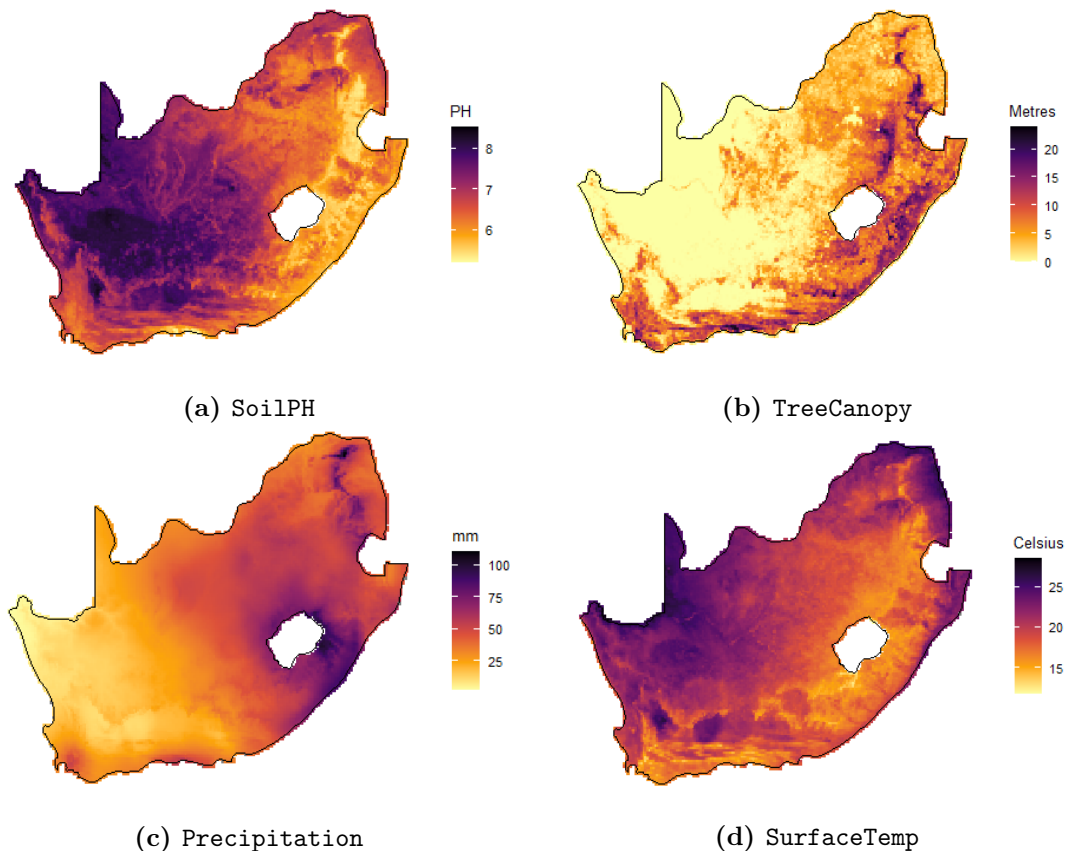 PH
8
7
6
(a) SoilPH
Metres
20
15
10
5
0
(b) TreeCanopy
mm
100
75
50
25
(c) Precipitation
Celsius
25
20
15
(d) SurfaceTemp